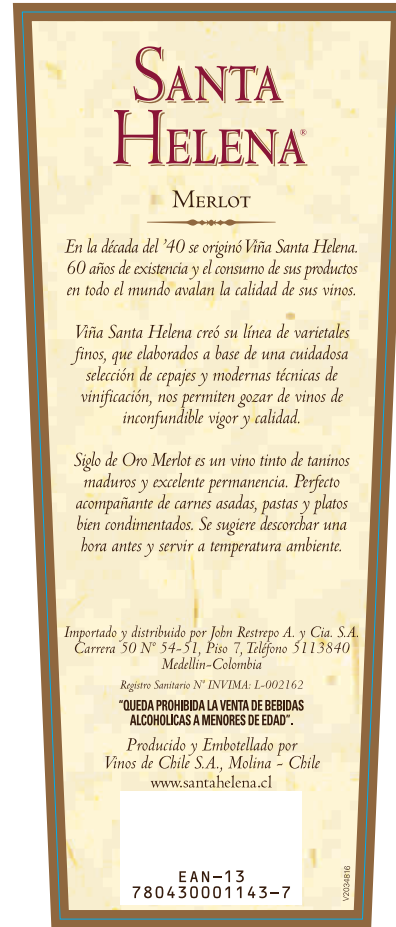 SANTA
HELENA®
MERLOT
En la década del '40 se originó Viña Santa Helena.
60 años de existencia y el consumo de sus productos
en todo el mundo avalan la calidad de sus vinos.
Viña Santa Helena creó su línea de varietales
finos, que elaborados a base de una cuidadosa
selección de cepajes y modernas técnicas de
vinificación, nos permiten gozar de vinos de
inconfundible vigor y calidad.
Siglo de Oro Merlot es un vino tinto de taninos
maduros y excelente permanencia. Perfecto
acompañante de carnes asadas, pastas y platos
bien condimentados. Se sugiere descorchar una
hora antes y servir a temperatura ambiente.
Importado y distribuido por John Restrepo A. y Cia. S.A.
Carrera 50 N° 54-51, Piso 7, Teléfono 5113840
Medellin-Colombia
Registro Sanitario N° INVIMA: L-002162
"QUEDA PROHIBIDA LA VENTA DE BEBIDAS
ALCOHOLICAS A MENORES DE EDAD".
Producido y Embotellado por
Vinos de Chile S.A., Molina - Chile
www.santahelena.cl
EAN-13
780430001143-7
V2034816